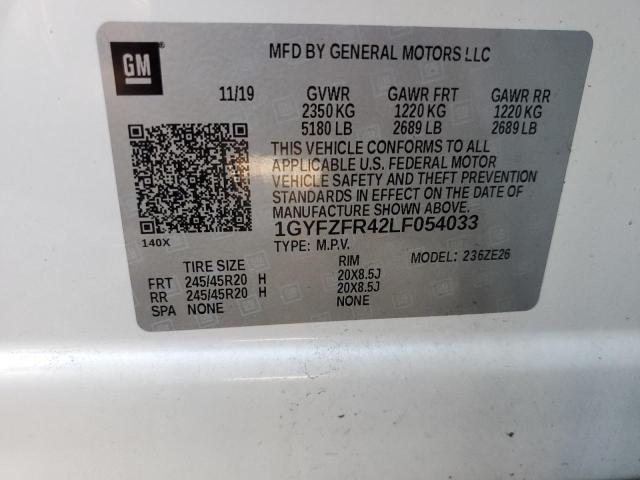 GM
MFD BY GENERAL MOTORS LLC
11/19 GVWR GAWR FRT GAWR RR
2350 KG 1220 KG 1220 KG
5180 LB 2689 LB 2689 LB
THIS VEHICLE CONFORMS TO ALL
APPLICABLE U.S. FEDERAL MOTOR
VEHICLE SAFETY AND THEFT PREVENTION
STANDARDS IN EFFECT ON THE DATE OF
MANUFACTURE SHOWN ABOVE.
1GYFZFR42LF054033
140X
TYPE: M.P.V. MODEL: 236ZE26
TIRE SIZE RIM
FRT 245/45R20 H 20X8.5J
RR 245/45R20 H 20X8.5J
SPA NONE NONE